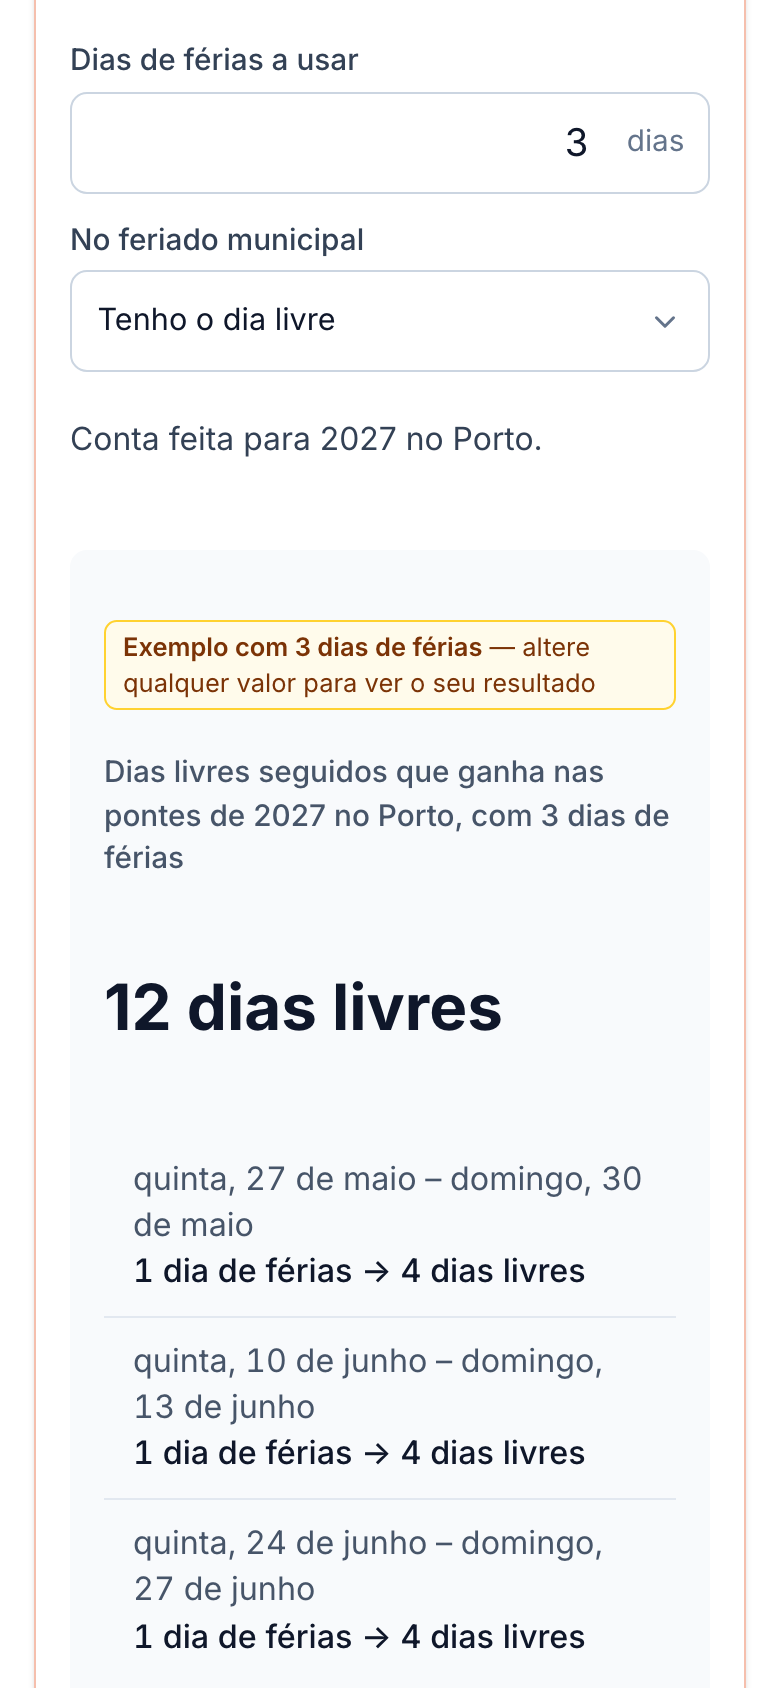 Dias de férias a usar
3 dias
No feriado municipal
Tenho o dia livre
Conta feita para 2027 no Porto.
Exemplo com 3 dias de férias — altere
qualquer valor para ver o seu resultado
Dias livres seguidos que ganha nas
pontes de 2027 no Porto, com 3 dias de
férias
12 dias livres
quinta, 27 de maio – domingo, 30
de maio
1 dia de férias → 4 dias livres
quinta, 10 de junho – domingo,
13 de junho
1 dia de férias → 4 dias livres
quinta, 24 de junho – domingo,
27 de junho
1 dia de férias → 4 dias livres